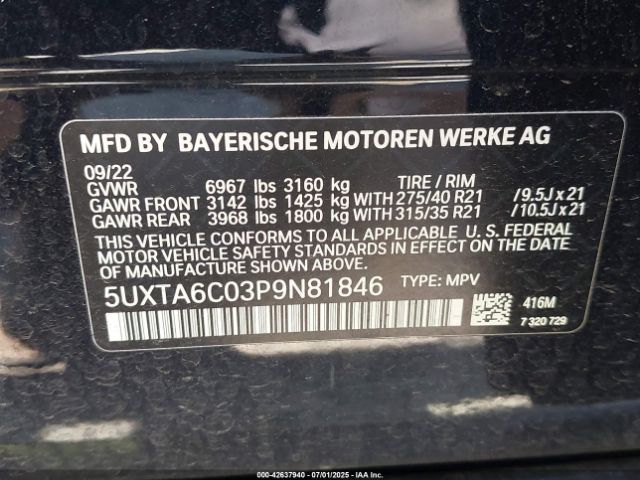 MFD BY BAYERISCHE MOTOREN WERKE AG
09/22
GVWR 6967 lbs 3160 kg TIRE / RIM
GAWR FRONT 3142 lbs 1425 kg WITH 275/40 R21 /9.5J x 21
GAWR REAR 3968 lbs 1800 kg WITH 315/35 R21 /10.5J x 21
THIS VEHICLE CONFORMS TO ALL APPLICABLE U. S. FEDERAL
MOTOR VEHICLE SAFETY STANDARDS IN EFFECT ON THE
DATE OF MANUFACTURE SHOWN ABOVE.
5UXTA6C03P9N81846 TYPE: MPV
416M
7 320 729
000-42637940 - 07/01/2025 - IAA Inc.